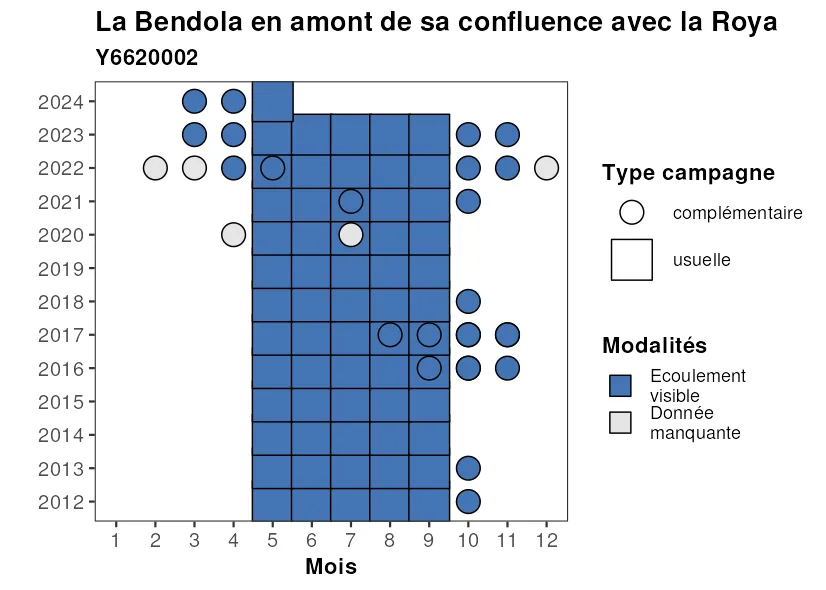 La Bendola en amont de sa confluence avec la Roya
Y6620002
2024
2023
2022
2021
2020
2019
2018
2017
2016
2015
2014
2013
2012
1 2 3 4 5 6 7 8 9 10 11 12
Mois
Type campagne
complémentaire
usuelle
Modalités
Ecoulement
visible
Donnée
manquante